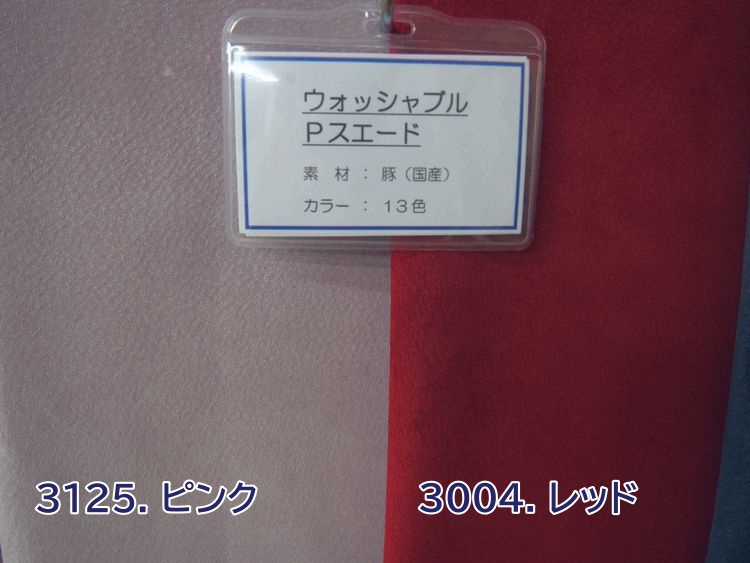 ウォッシャブル
Ｐスエード
素　材　：　豚（国産）
カラー　：　１３色
3125. ピンク
3004. レッド